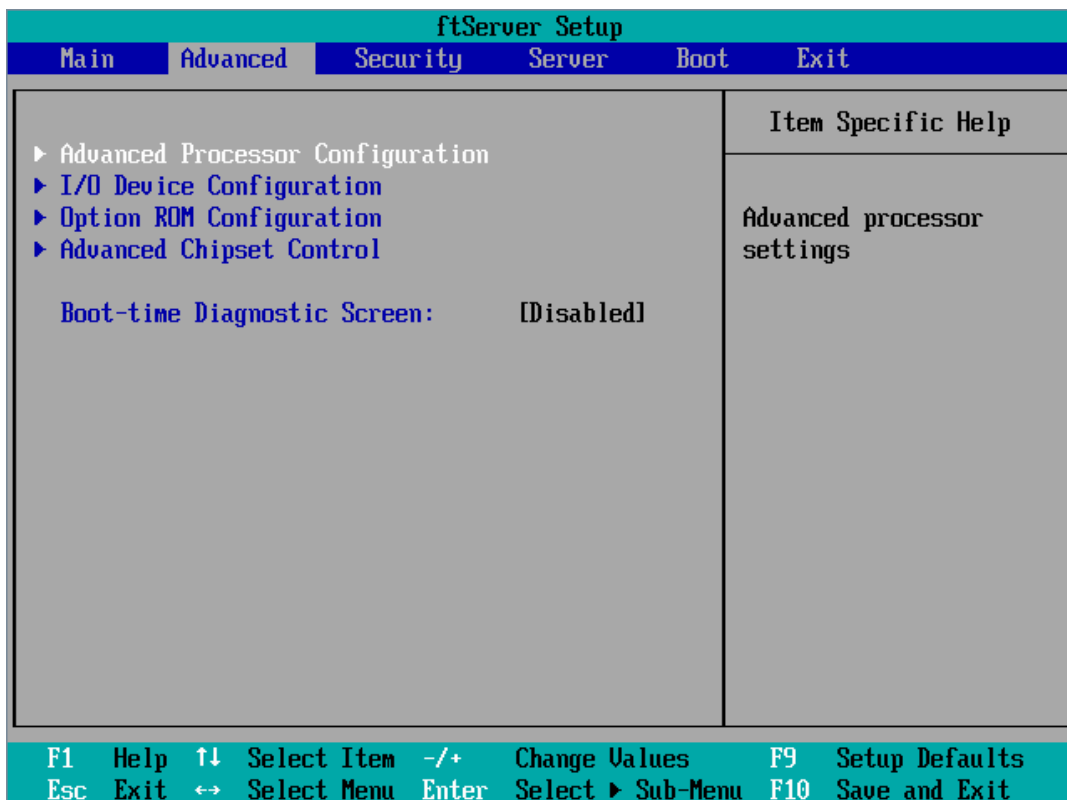 ftServer Setup
Main Advanced Security Server Boot Exit
▶ Advanced Processor Configuration
▶ I/O Device Configuration
▶ Option ROM Configuration
▶ Advanced Chipset Control
Boot-time Diagnostic Screen: [Disabled]
Item Specific Help
Advanced processor
settings
F1 Help ↑↓ Select Item -/+ Change Values F9 Setup Defaults
Esc Exit ↔ Select Menu Enter Select ▶ Sub-Menu F10 Save and Exit